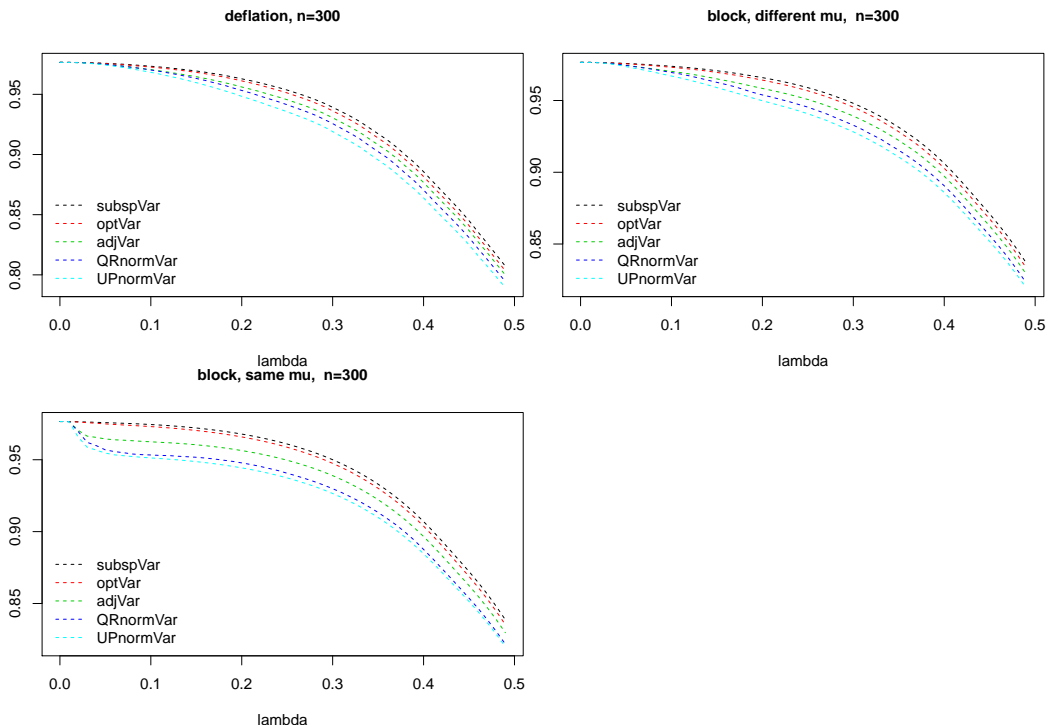 deflation, n=300
0.95
0.90
0.85
0.80
subspVar
optVar
adjVar
QRnormVar
UPnormVar
0.0 0.1 0.2 0.3 0.4 0.5
lambda
block, different mu, n=300
0.95
0.90
0.85
subspVar
optVar
adjVar
QRnormVar
UPnormVar
0.0 0.1 0.2 0.3 0.4 0.5
lambda
block, same mu, n=300
0.95
0.90
0.85
subspVar
optVar
adjVar
QRnormVar
UPnormVar
0.0 0.1 0.2 0.3 0.4 0.5
lambda